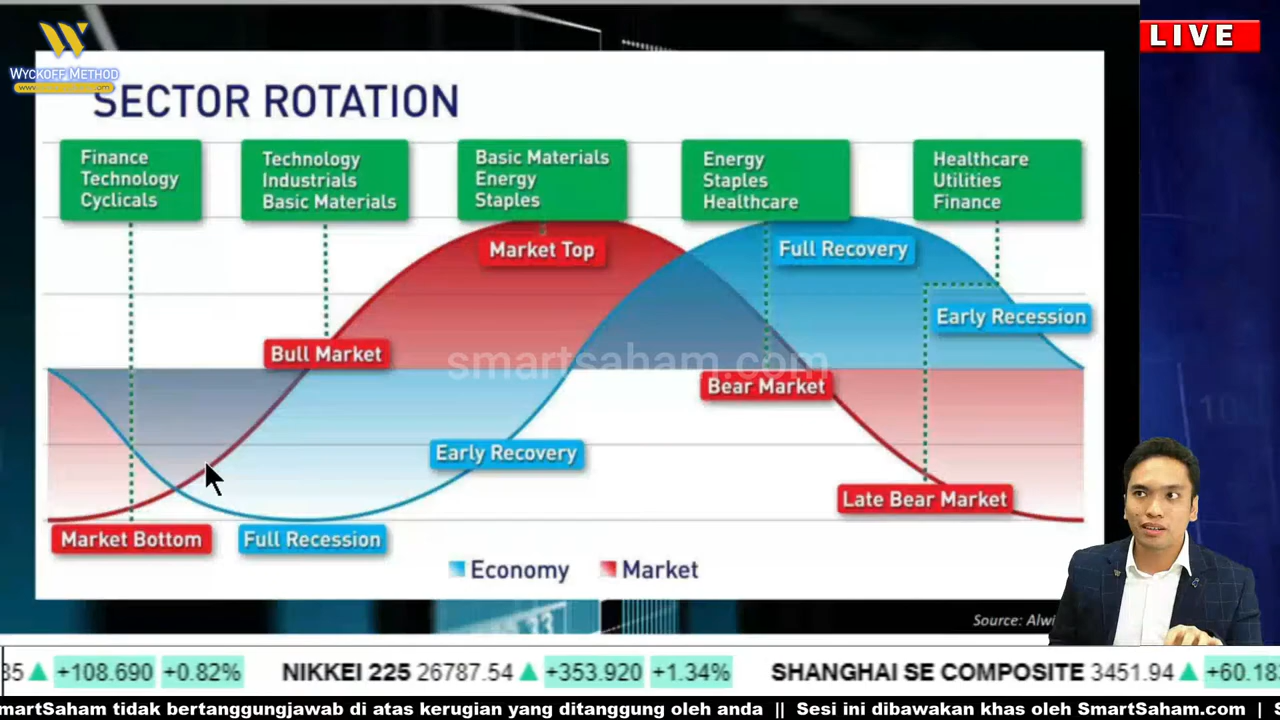 W
WYCKOFF METHOD
LIVE
SECTOR ROTATION
Finance
Technology
Cyclicals
Technology
Industrials
Basic Materials
Basic Materials
Energy
Staples
Energy
Staples
Healthcare
Healthcare
Utilities
Finance
Market Top
Full Recovery
Early Recession
Bull Market
smartsaham.com
Bear Market
Early Recovery
Late Bear Market
Market Bottom
Full Recession
Economy
Market
Source:
35 ▲ +108.690 +0.82% NIKKEI 225 26787.54 ▲ +353.920 +1.34% SHANGHAI SE COMPOSITE 3451.94 ▲ +60.18
martSaham tidak bertanggungjawab di atas kerugian yang ditanggung oleh anda || Sesi ini dibawakan khas oleh SmartSaham.com | S